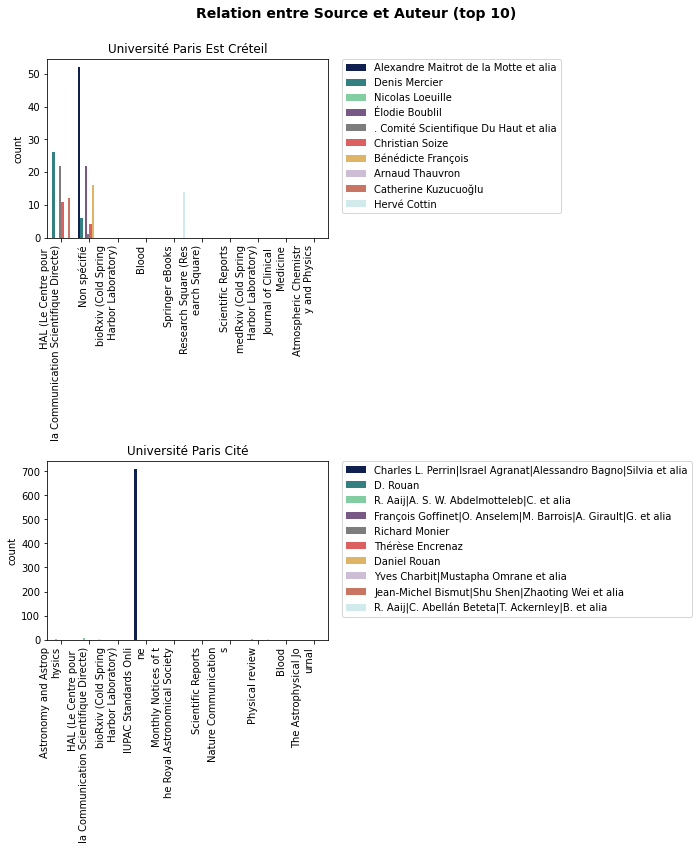 Relation entre Source et Auteur (top 10)
Université Paris Est Créteil
count
50
40
30
20
10
0
HAL (Le Centre pour
la Communication Scientifique Directe)
Non spécifié
bioRxiv (Cold Spring
Harbor Laboratory)
Blood
Springer eBooks
Research Square (Res
earch Square)
Scientific Reports
medRxiv (Cold Spring
Harbor Laboratory)
Journal of Clinical
Medicine
Atmospheric Chemistr
y and Physics
Alexandre Maitrot de la Motte et alia
Denis Mercier
Nicolas Loeuille
Élodie Boublil
. Comité Scientifique Du Haut et alia
Christian Soize
Bénédicte François
Arnaud Thauvron
Catherine Kuzucuoğlu
Hervé Cottin
Université Paris Cité
count
700
600
500
400
300
200
100
0
Astronomy and Astrop
hysics
HAL (Le Centre pour
la Communication Scientifique Directe)
bioRxiv (Cold Spring
Harbor Laboratory)
IUPAC Standards Onli
ne
Monthly Notices of t
he Royal Astronomical Society
Scientific Reports
Nature Communication
s
Physical review
Blood
The Astrophysical Jo
urnal
Charles L. Perrin|Israel Agranat|Alessandro Bagno|Silvia et alia
D. Rouan
R. Aaij|A. S. W. Abdelmotteleb|C. et alia
François Goffinet|O. Anselem|M. Barrois|A. Girault|G. et alia
Richard Monier
Thérèse Encrenaz
Daniel Rouan
Yves Charbit|Mustapha Omrane et alia
Jean-Michel Bismut|Shu Shen|Zhaoting Wei et alia
R. Aaij|C. Abellán Beteta|T. Ackernley|B. et alia